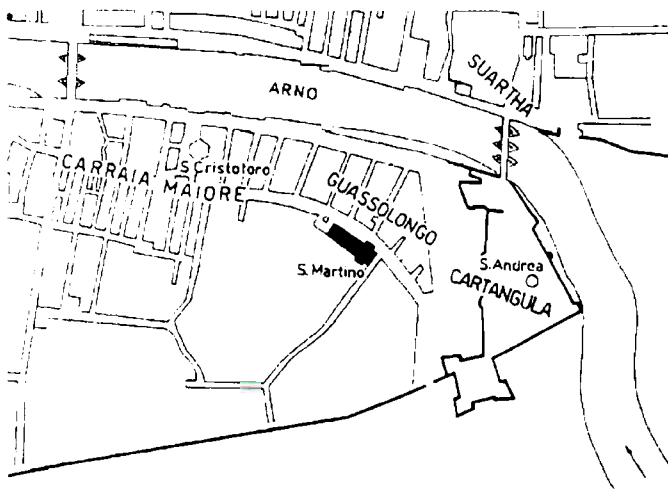 SUARTHA
ARNO
S.Cristoforo
CARRAIA MAIORE
GUASSOLONGO
S.Martino
S.Andrea
CARTANGULA